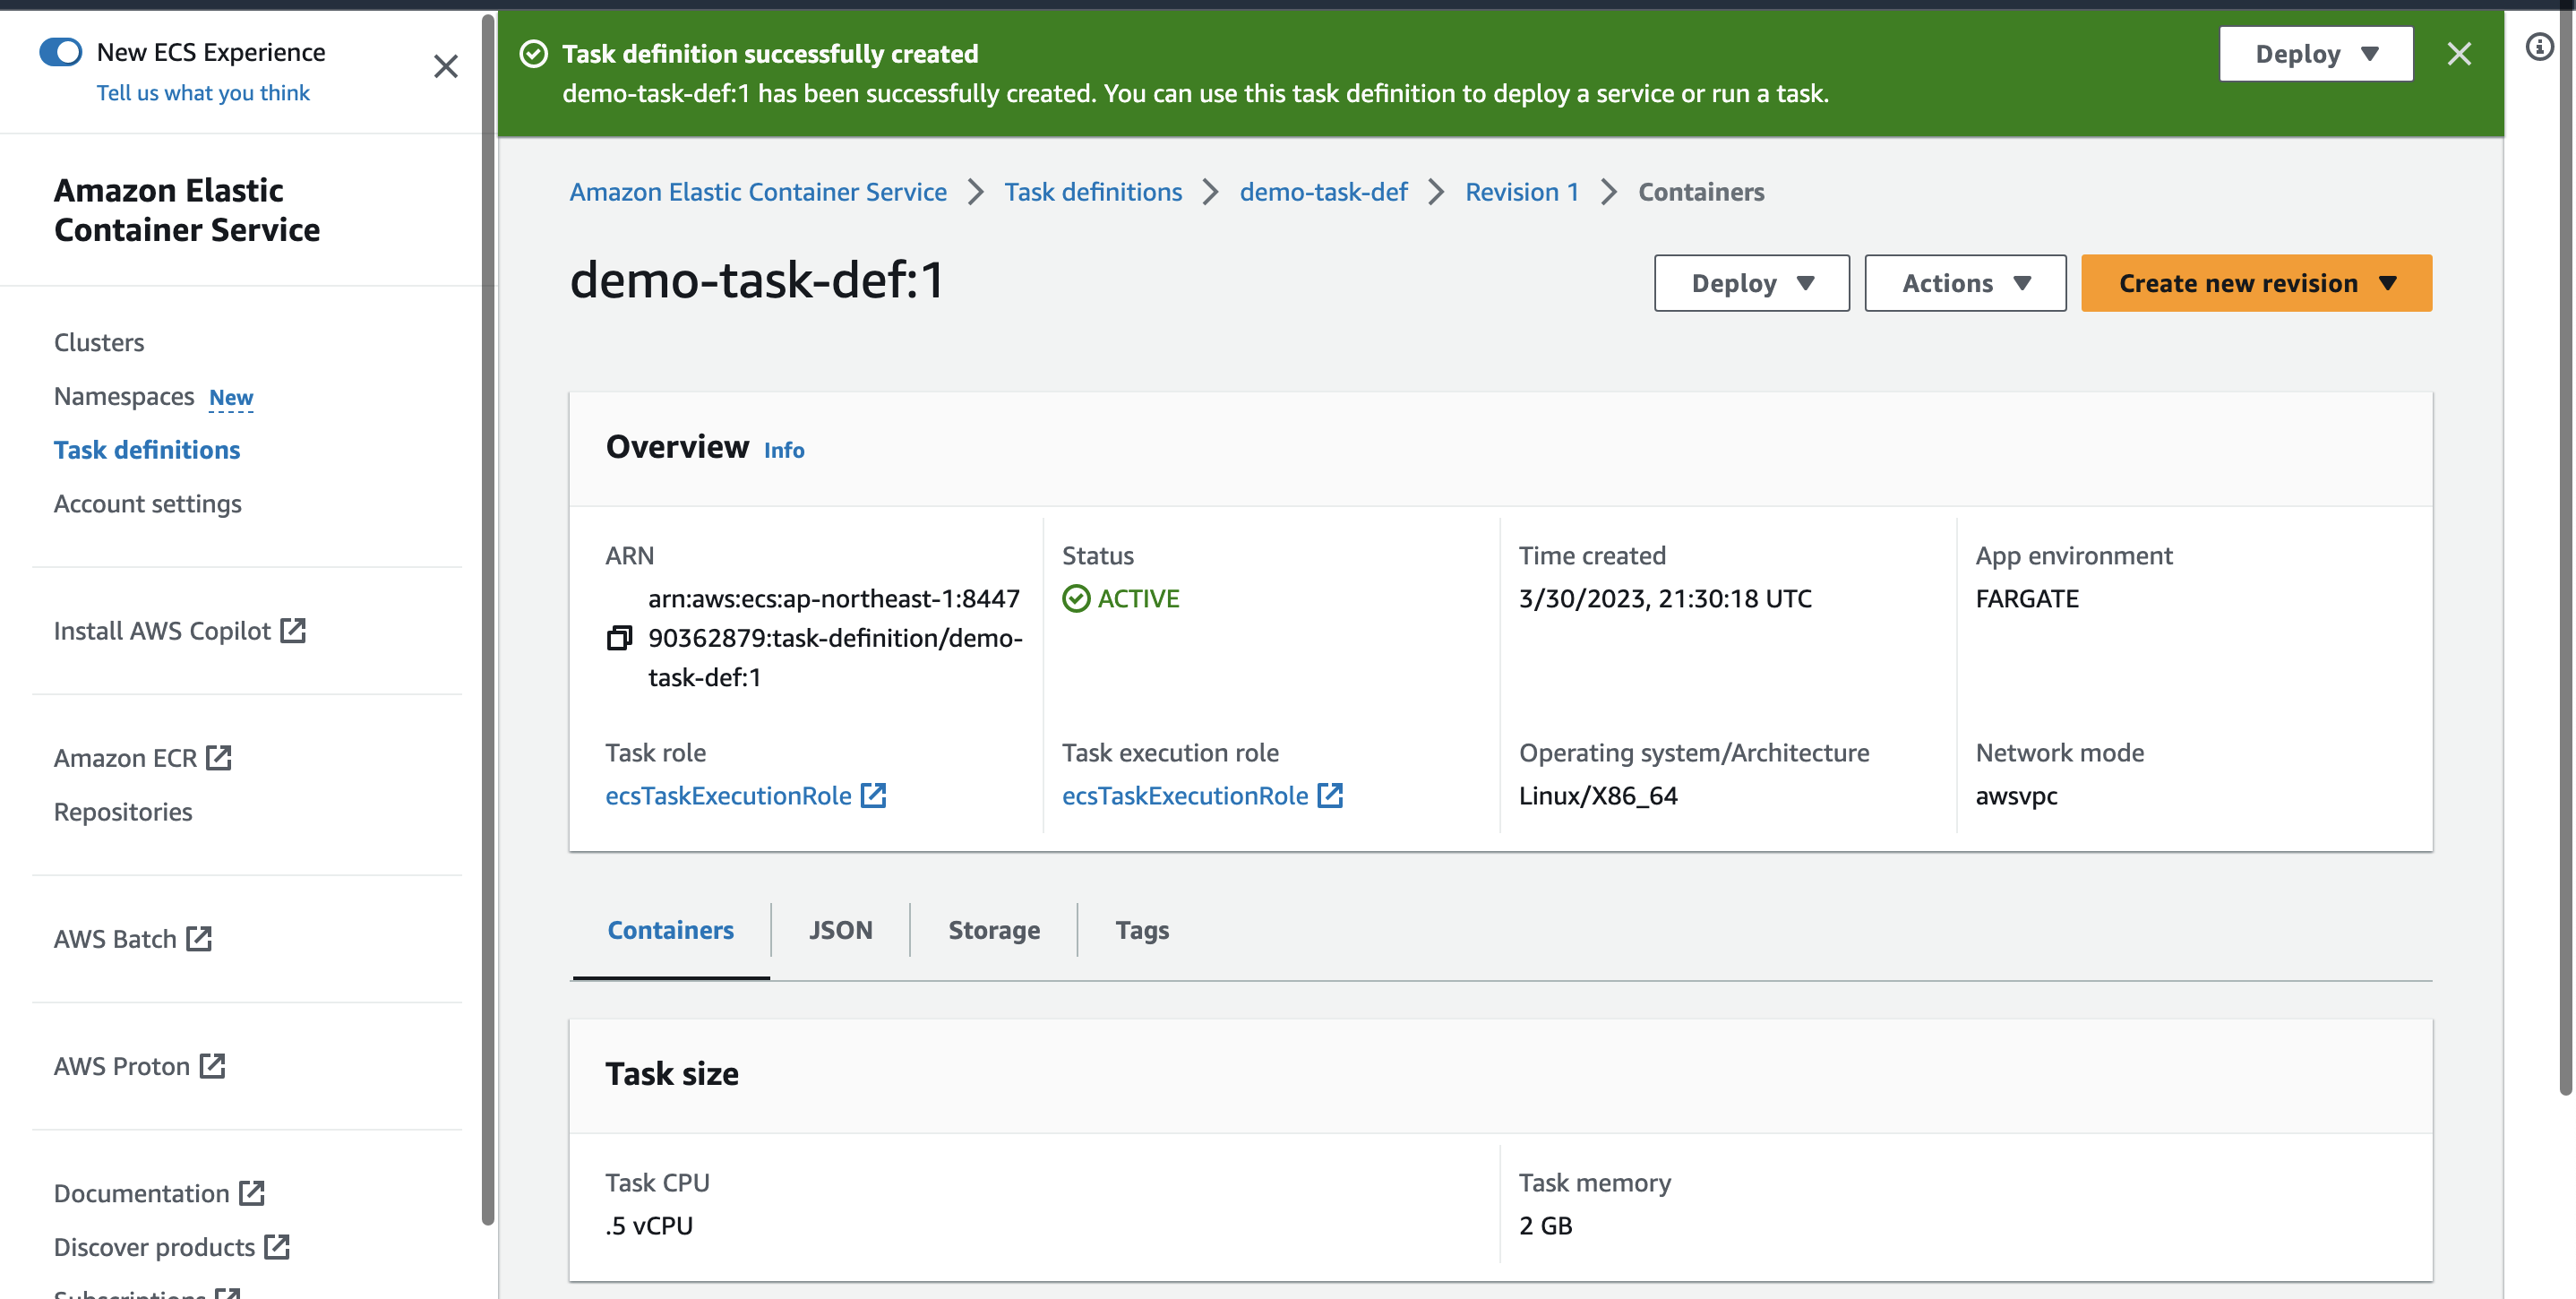 New ECS Experience
Tell us what you think
Amazon Elastic
Container Service
Clusters
Namespaces New
Task definitions
Account settings
Install AWS Copilot
Amazon ECR
Repositories
AWS Batch
AWS Proton
Documentation
Discover products
Subscriptions
Task definition successfully created
demo-task-def:1 has been successfully created. You can use this task definition to deploy a service or run a task.
Deploy
Amazon Elastic Container Service > Task definitions > demo-task-def > Revision 1 > Containers
demo-task-def:1
Deploy Actions Create new revision
Overview Info
ARN
arn:aws:ecs:ap-northeast-1:8447
90362879:task-definition/demo-
task-def:1
Status
ACTIVE
Time created
3/30/2023, 21:30:18 UTC
App environment
FARGATE
Task role
ecsTaskExecutionRole
Task execution role
ecsTaskExecutionRole
Operating system/Architecture
Linux/X86_64
Network mode
awsvpc
Containers JSON Storage Tags
Task size
Task CPU
.5 vCPU
Task memory
2 GB